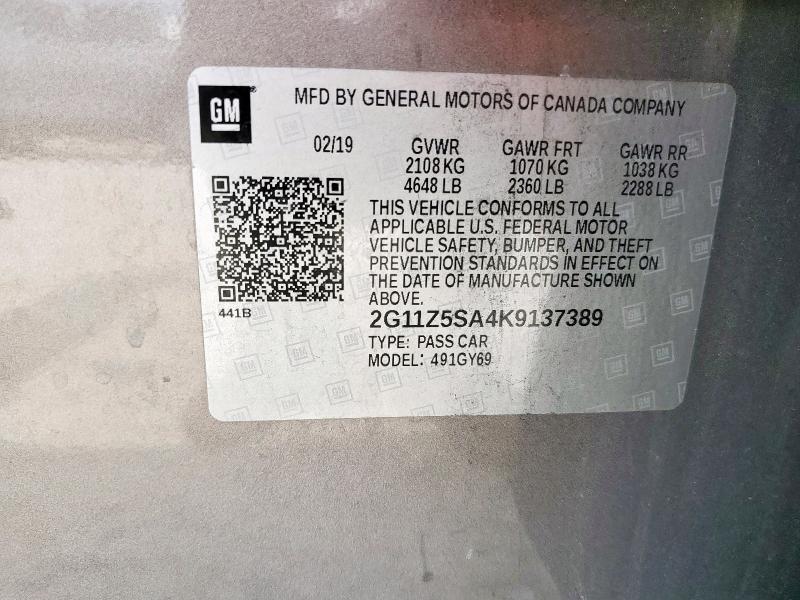 GM
MFD BY GENERAL MOTORS OF CANADA COMPANY
02/19 GVWR GAWR FRT GAWR RR
2108 KG 1070 KG 1038 KG
4648 LB 2360 LB 2288 LB
THIS VEHICLE CONFORMS TO ALL
APPLICABLE U.S. FEDERAL MOTOR
VEHICLE SAFETY, BUMPER, AND THEFT
PREVENTION STANDARDS IN EFFECT ON
THE DATE OF MANUFACTURE SHOWN
ABOVE.
441B
2G11Z5SA4K9137389
TYPE: PASS CAR
MODEL: 491GY69